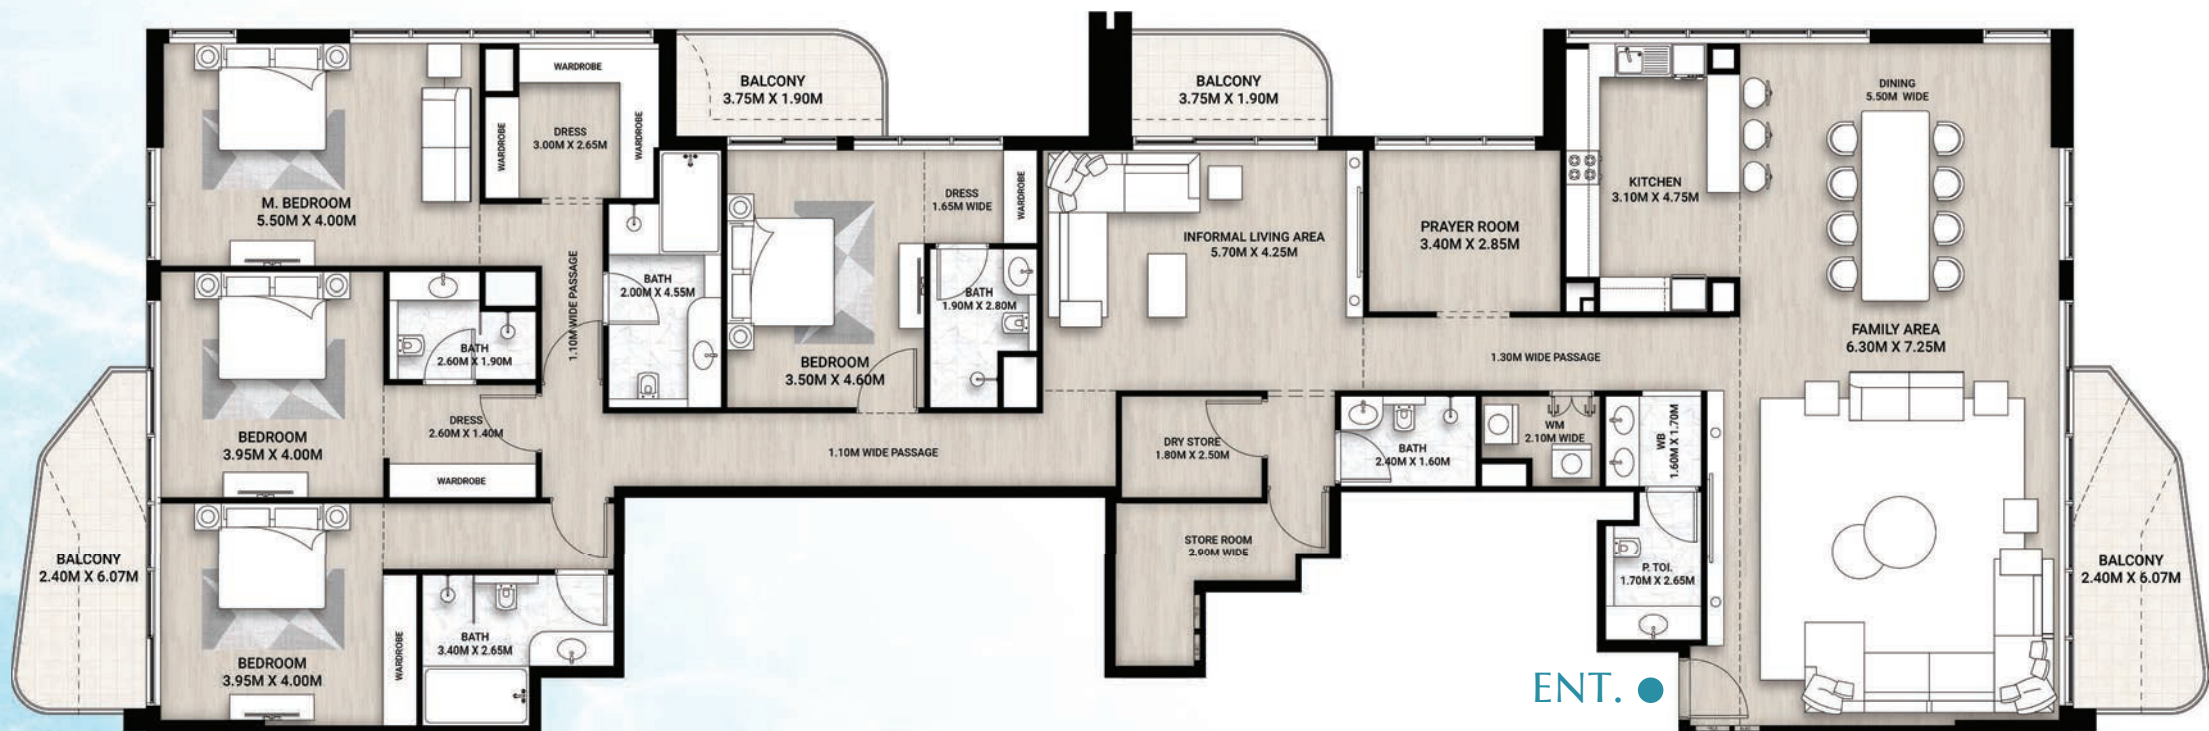 WARDROBE
BALCONY
3.75M X 1.90M
BALCONY
3.75M X 1.90M
DINING
5.50M WIDE
WARDROBE
DRESS
3.00M X 2.65M
WARDROBE
M. BEDROOM
5.50M X 4.00M
DRESS
1.65M WIDE
WARDROBE
KITCHEN
3.10M X 4.75M
PRAYER ROOM
3.40M X 2.85M
INFORMAL LIVING AREA
5.70M X 4.25M
1.10M WIDE PASSAGE
BATH
2.00M X 4.55M
BATH
1.90M X 2.80M
BATH
2.60M X 1.90M
BEDROOM
3.50M X 4.60M
1.30M WIDE PASSAGE
FAMILY AREA
6.30M X 7.25M
DRESS
2.60M X 1.40M
BEDROOM
3.95M X 4.00M
WARDROBE
1.10M WIDE PASSAGE
DRY STORE
1.80M X 2.50M
BATH
2.40M X 1.60M
WM
2.10M WIDE
WB
1.60M X 1.70M
STORE ROOM
2.90M WIDE
P. TOI.
1.70M X 2.65M
BALCONY
2.40M X 6.07M
BALCONY
2.40M X 6.07M
BATH
3.40M X 2.65M
WARDROBE
BEDROOM
3.95M X 4.00M
ENT.